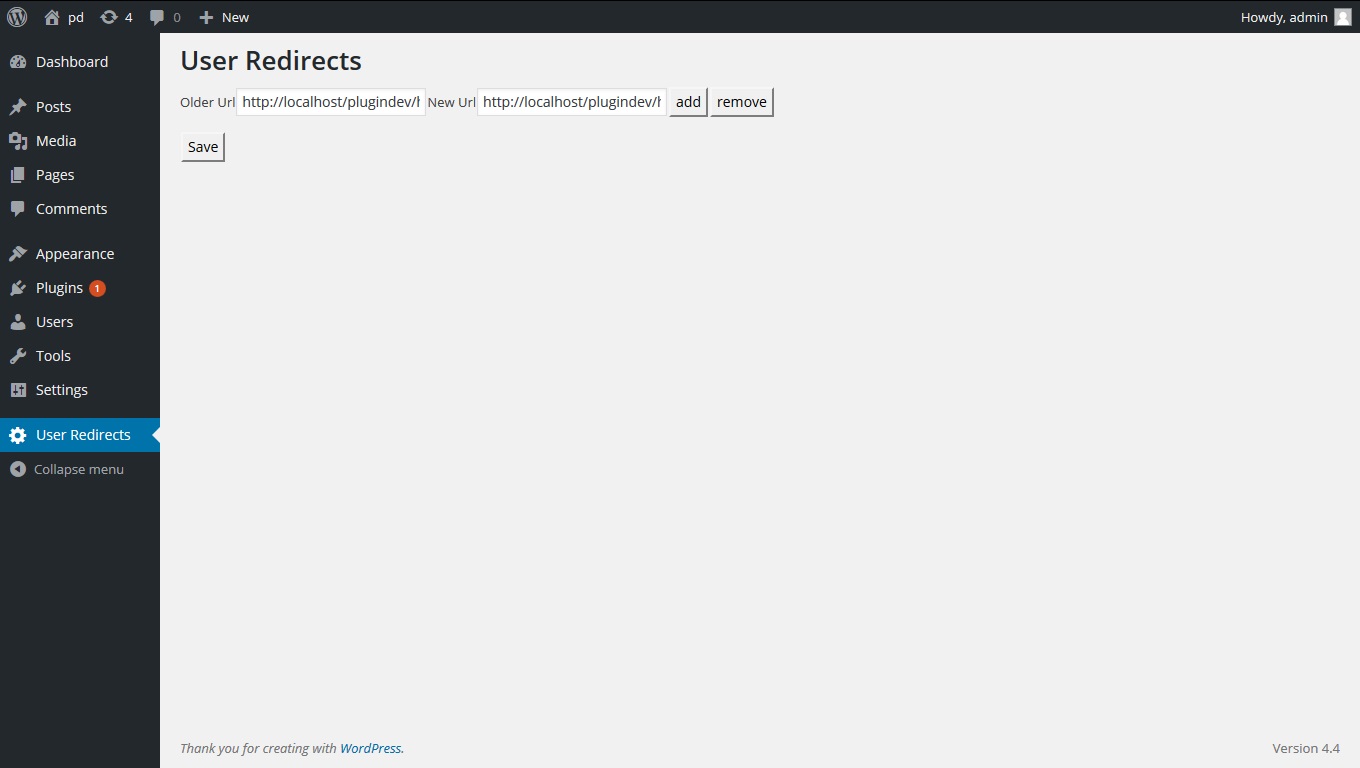 pd 4 0 New Howdy, admin
Dashboard
Posts
Media
Pages
Comments
Appearance
Plugins 1
Users
Tools
Settings
User Redirects
Collapse menu
User Redirects
Older Url http://localhost/plugindev/h New Url http://localhost/plugindev/h add remove
Save
Thank you for creating with WordPress.
Version 4.4